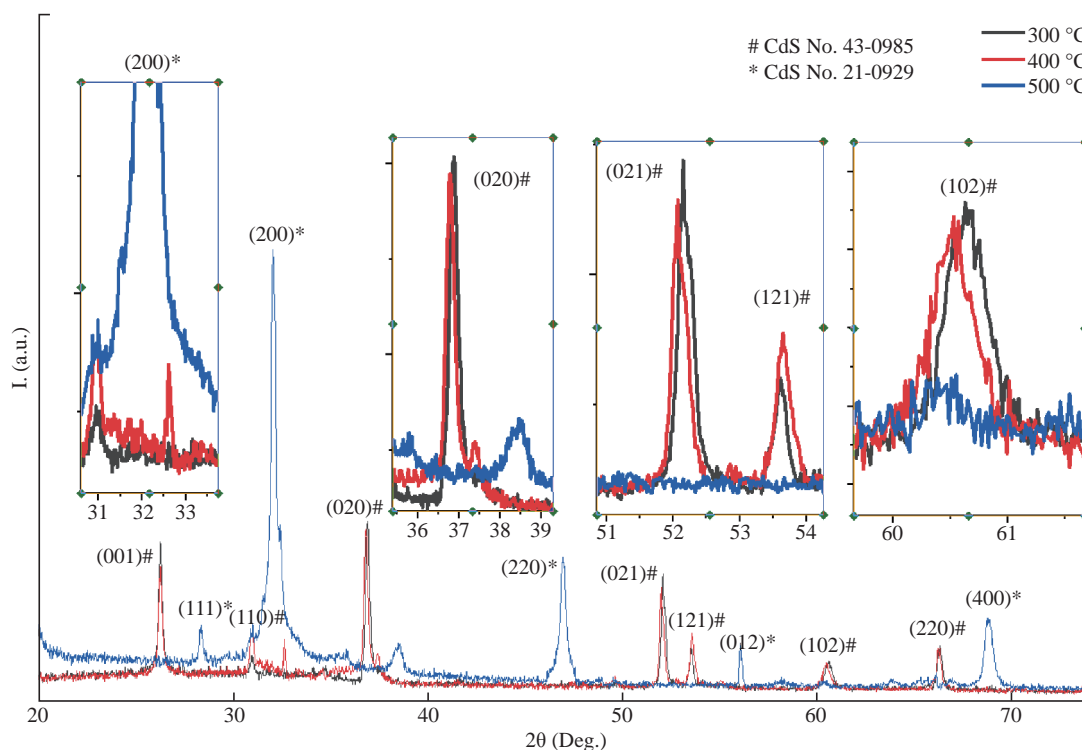 (200)*
# CdS No. 43-0985
* CdS No. 21-0929
300 °C
400 °C
500 °C
(020)#
(021)#
(102)#
(200)*
(121)#
I. (a.u.)
31 32 33
36 37 38 39
51 52 53 54
60 61
(020)#
(001)#
(220)*
(021)#
(111)*
(110)#
(121)#
(012)*
(102)#
(220)#
(400)*
20 30 40 50 60 70
2θ (Deg.)